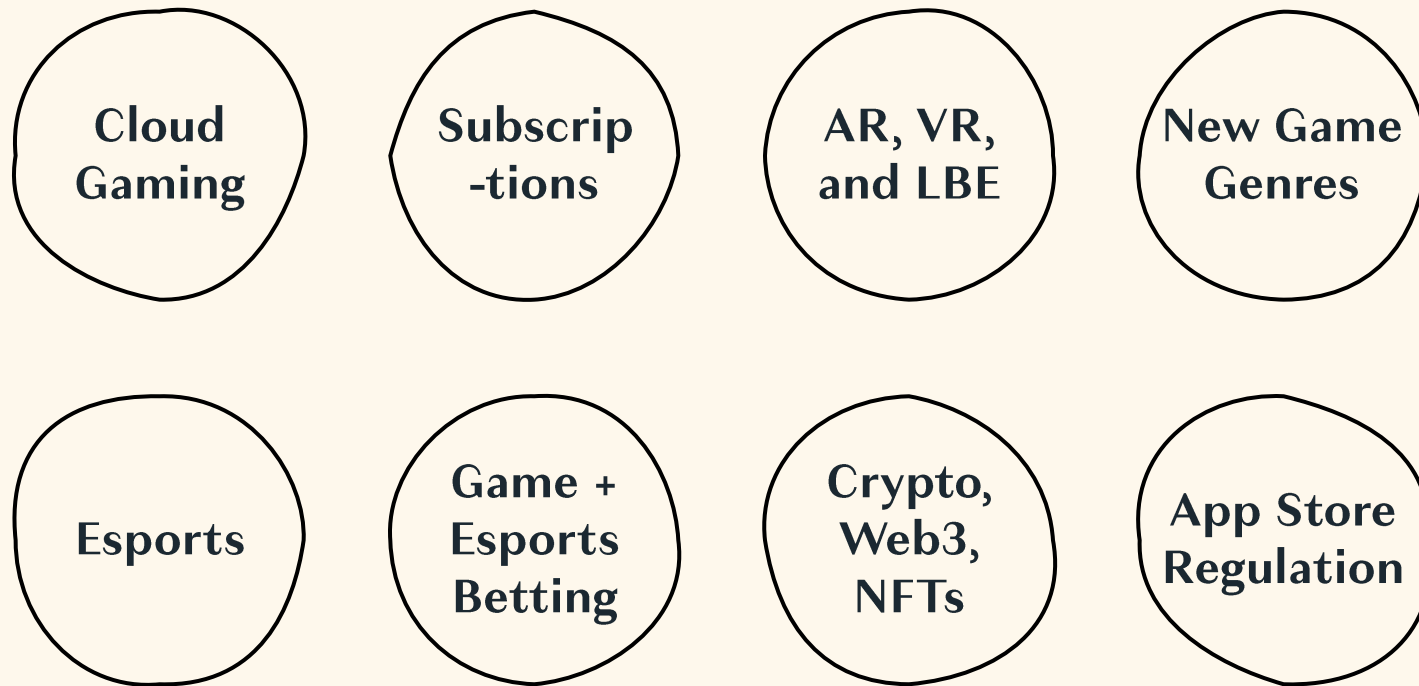 Cloud
Gaming
Subscrip
-tions
AR, VR,
and LBE
New Game
Genres
Esports
Game +
Esports
Betting
Crypto,
Web3,
NFTs
App Store
Regulation